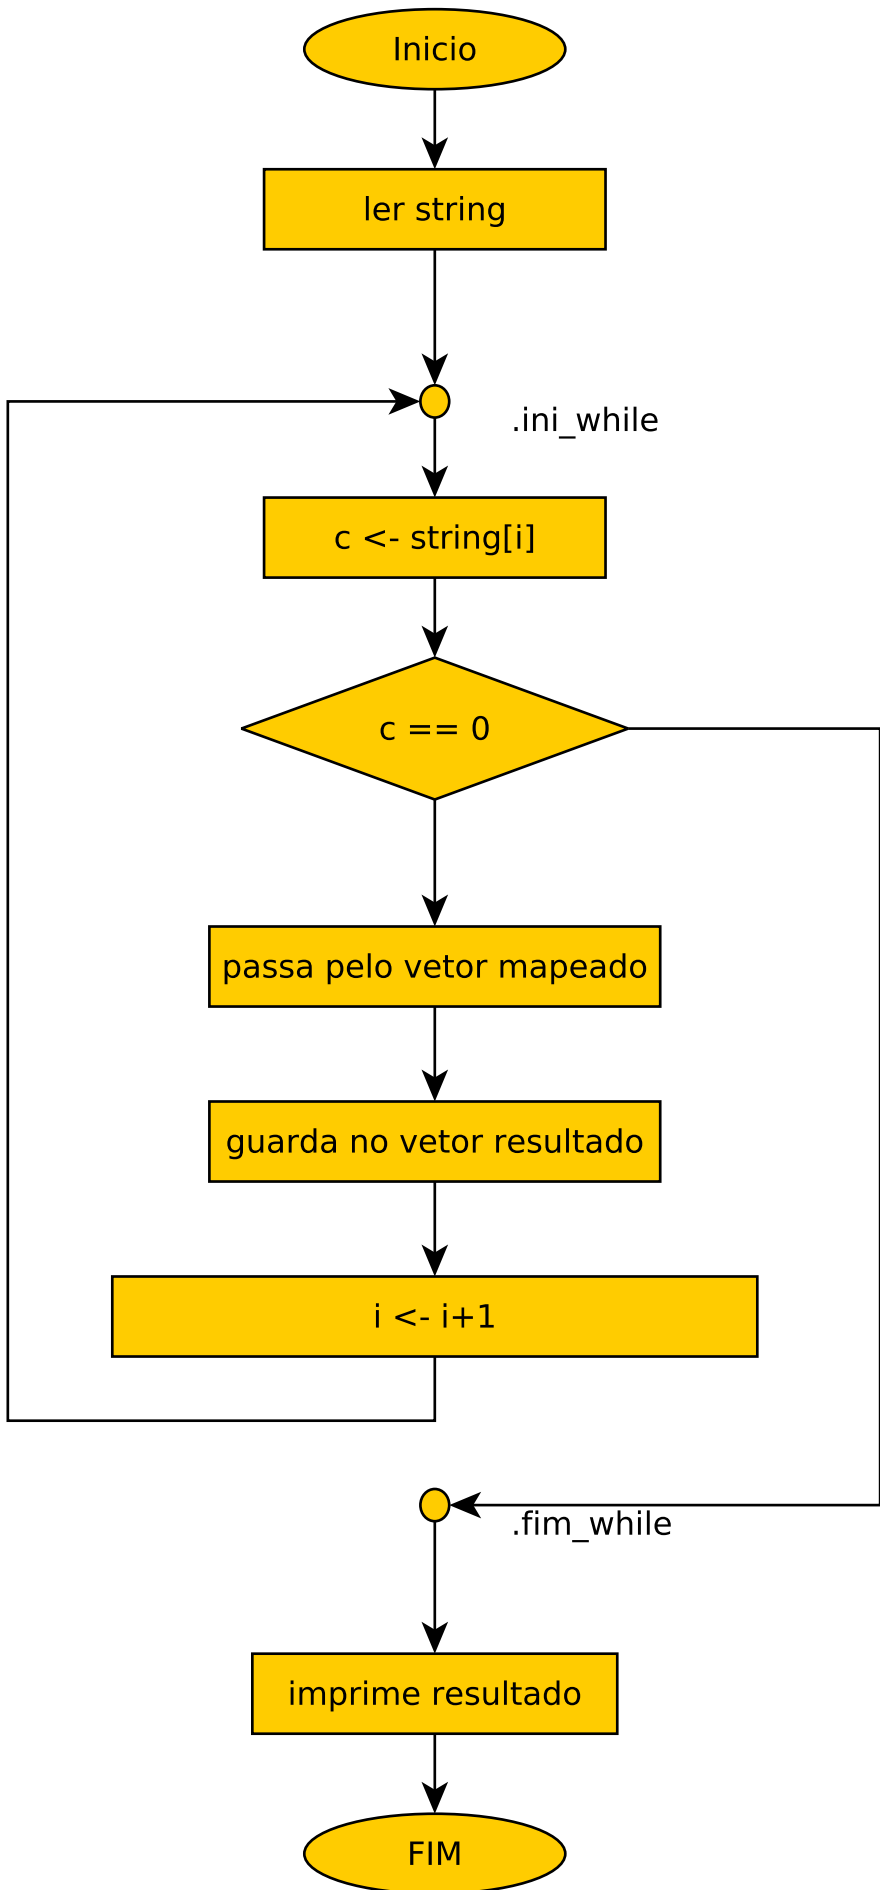 Inicio
ler string
.ini_while
c <- string[i]
c == 0
passa pelo vetor mapeado
guarda no vetor resultado
i <- i+1
.fim_while
imprime resultado
FIM